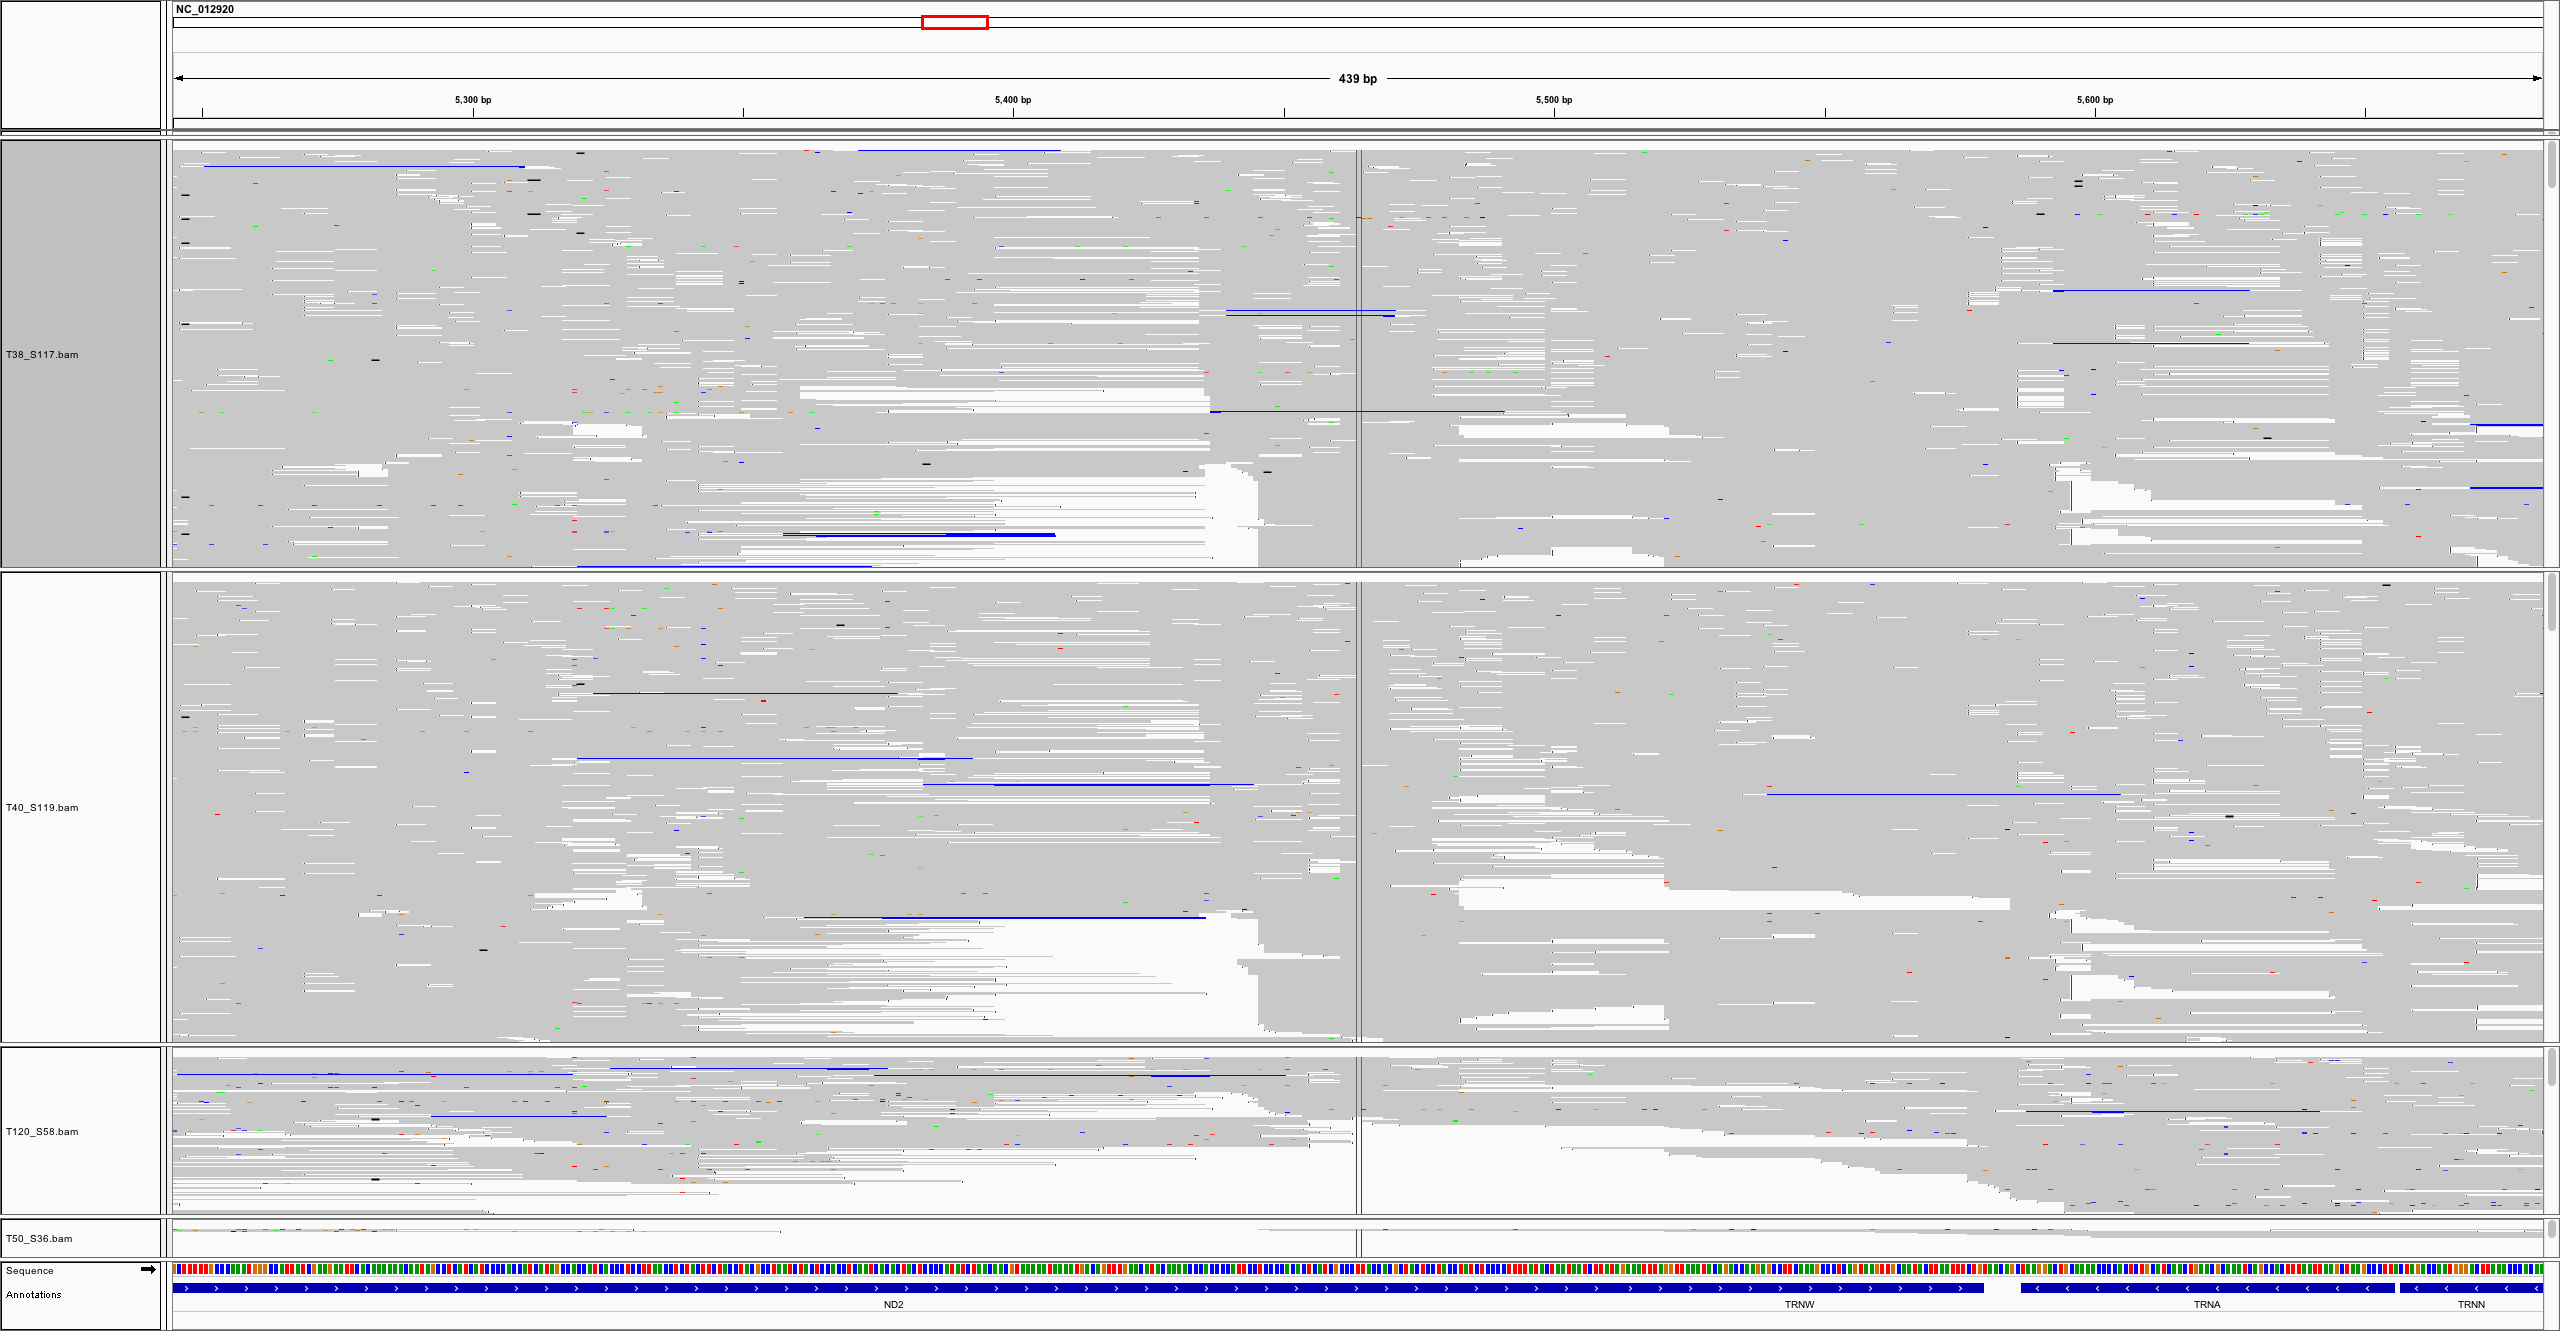 NC_012920
439 bp
5,300 bp
5,400 bp
5,500 bp
5,600 bp
T38_S117.bam
T40_S119.bam
T120_S58.bam
T50_S36.bam
Sequence
Annotations
ND2
TRNW
TRNA
TRNN